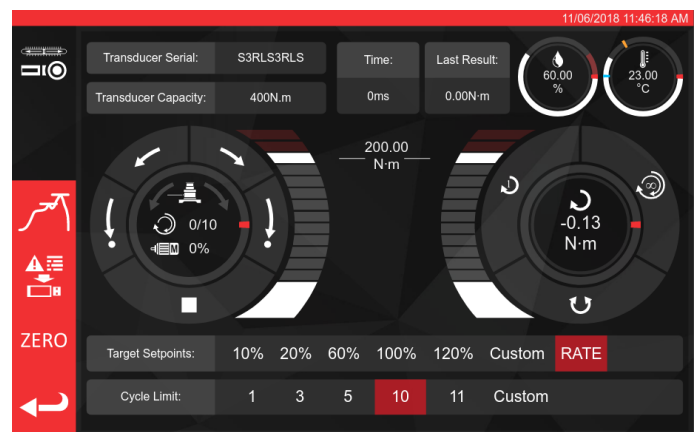 11/06/2018 11:46:18 AM
Transducer Serial: S3RLS3RLS
Time:
Last Result:
60.00
%
23.00
°C
Transducer Capacity: 400N.m
0ms
0.00N·m
200.00
N·m
0/10
M 0%
1
∞
-0.13
N·m
ZERO
Target Setpoints: 10% 20% 60% 100% 120% Custom RATE
Cycle Limit: 1 3 5 10 11 Custom